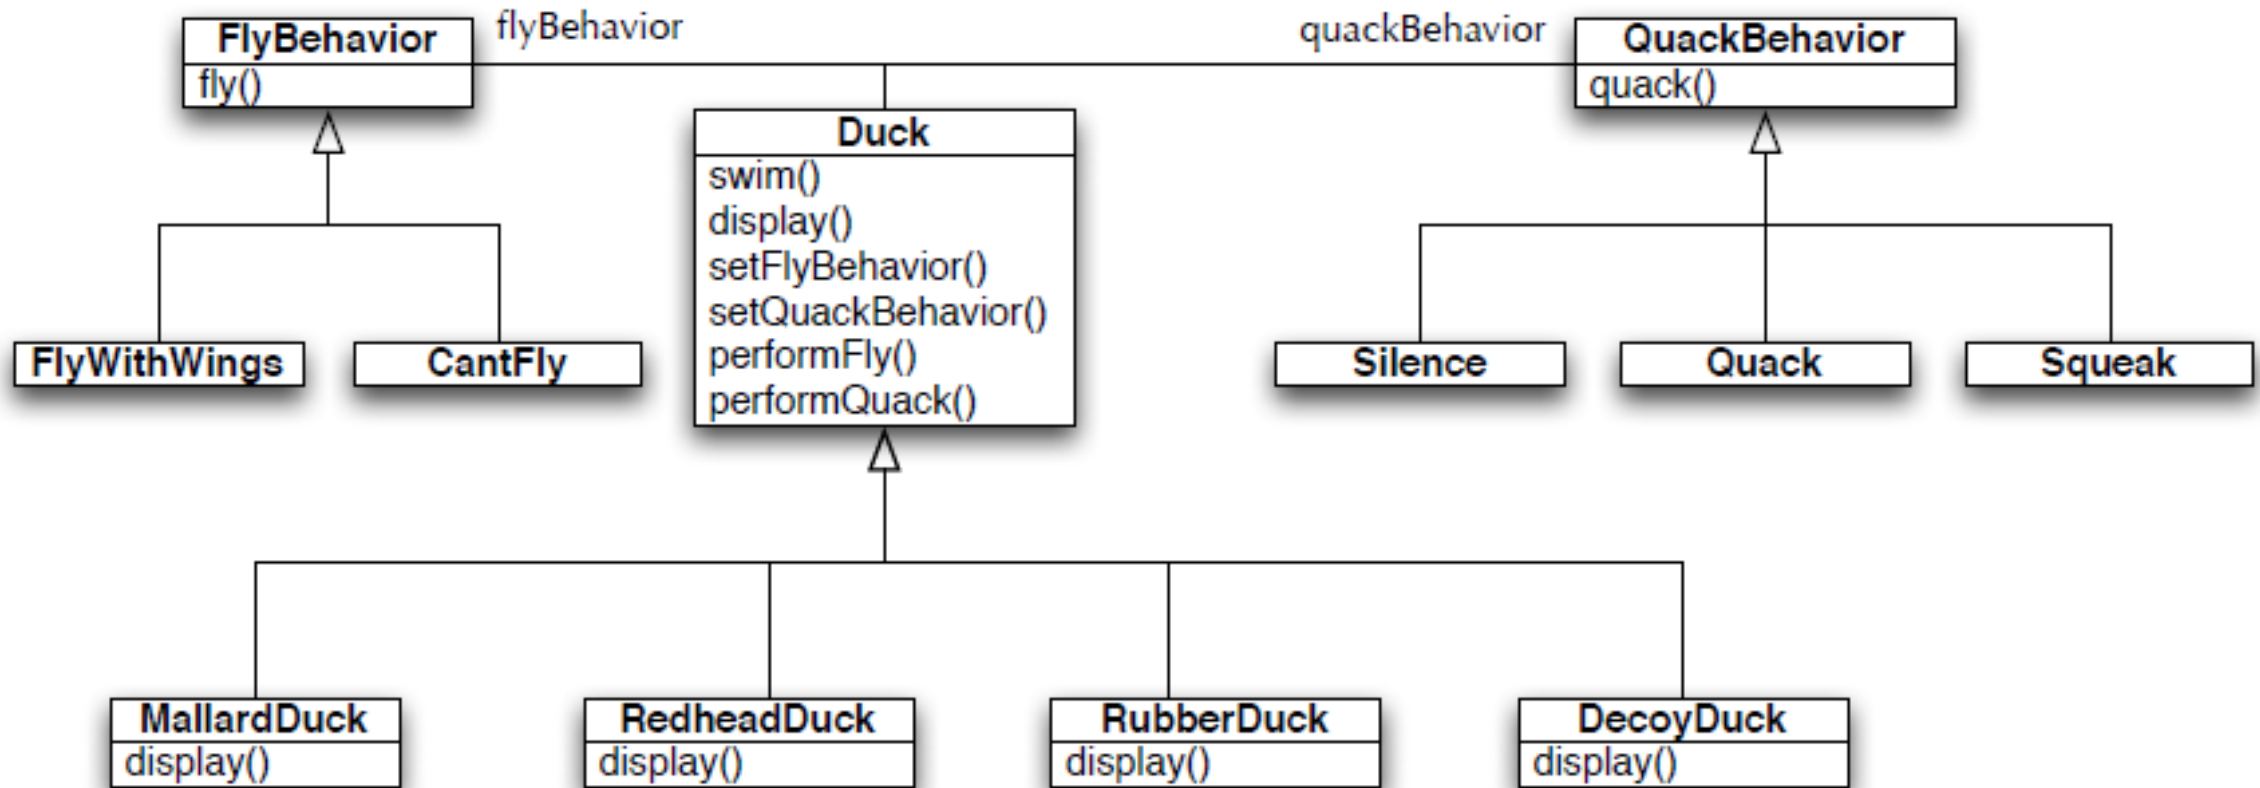 FlyBehavior
fly()
flyBehavior
quackBehavior
QuackBehavior
quack()
Duck
swim()
display()
setFlyBehavior()
setQuackBehavior()
performFly()
performQuack()
FlyWithWings
CantFly
Silence
Quack
Squeak
MallardDuck
display()
RedheadDuck
display()
RubberDuck
display()
DecoyDuck
display()